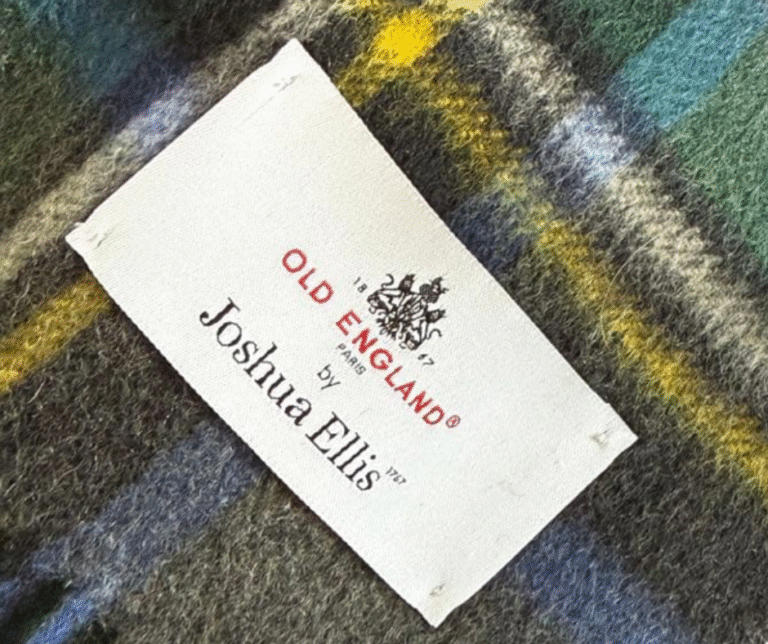 18 67
OLD ENGLAND®
PARIS
by
Joshua Ellis 1767